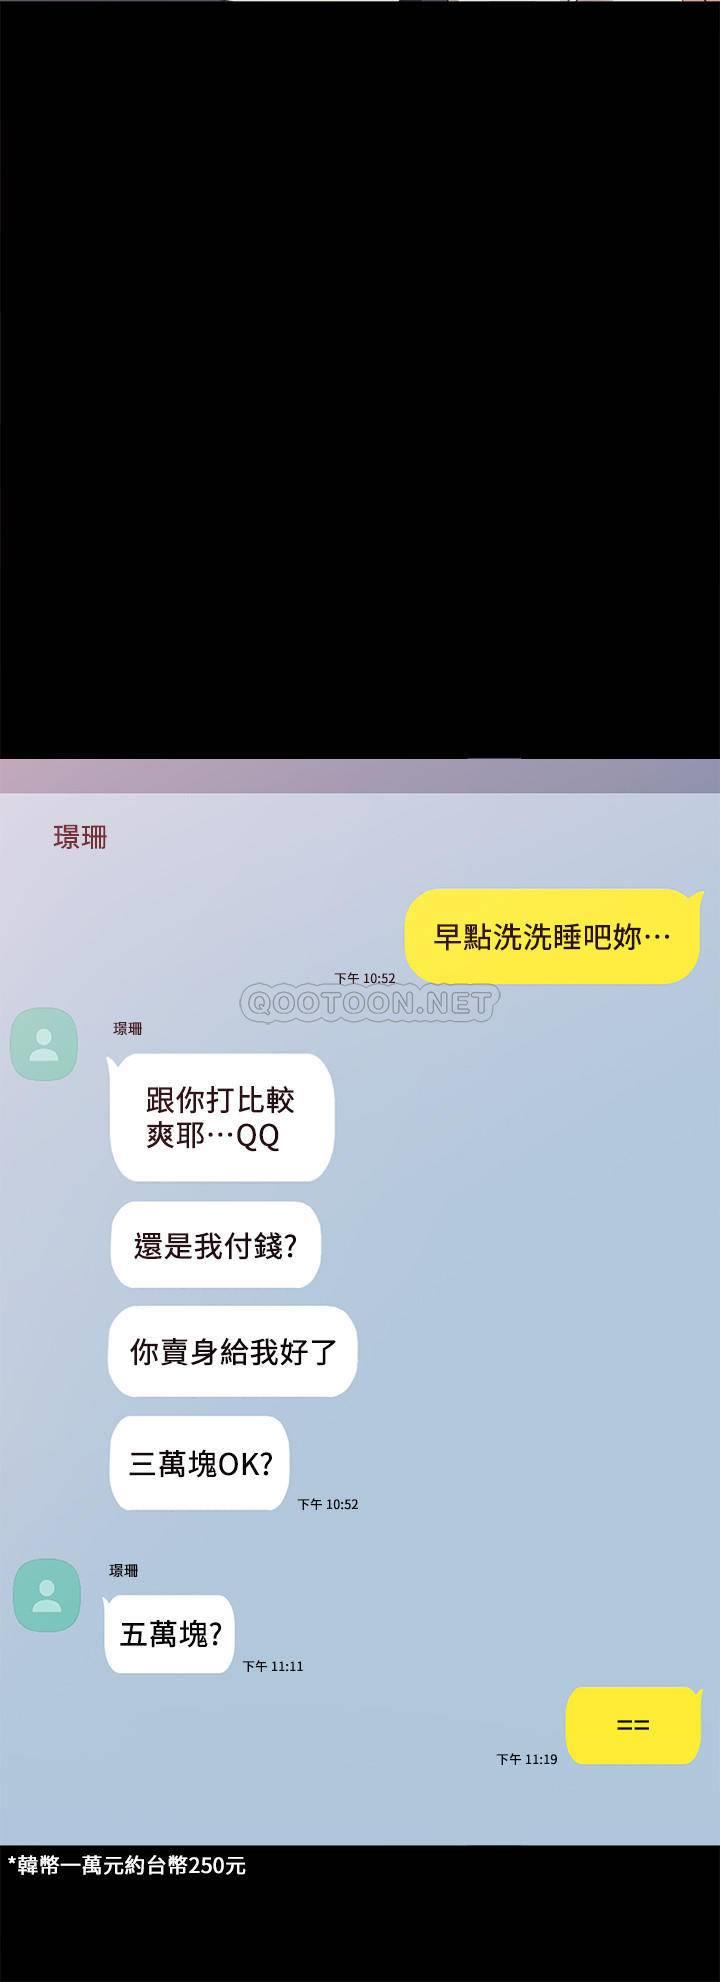 璟珊
早點洗洗睡吧妳…
下午 10:52
QOOTOON.NET
璟珊
跟你打比較
爽耶…QQ
還是我付錢?
你賣身給我好了
三萬塊OK?
下午 10:52
璟珊
五萬塊?
下午 11:11
==
下午 11:19
*韓幣一萬元約台幣250元